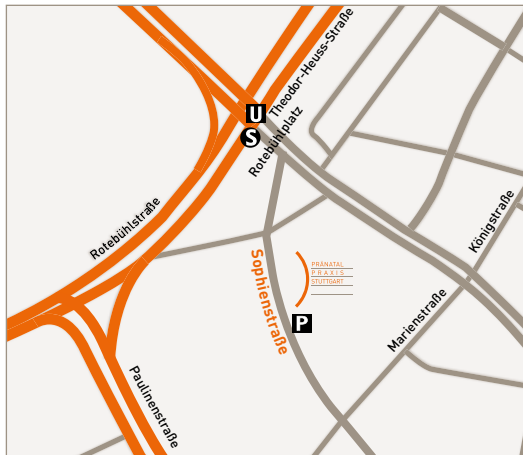 Theodor-Heuss-Straße
U
S
Rotebühlplatz
Rotebühlstraße
Königstraße
Sophienstraße
PRÄNATAL
PRAXIS
STUTTGART
P
Marienstraße
Paulinenstraße